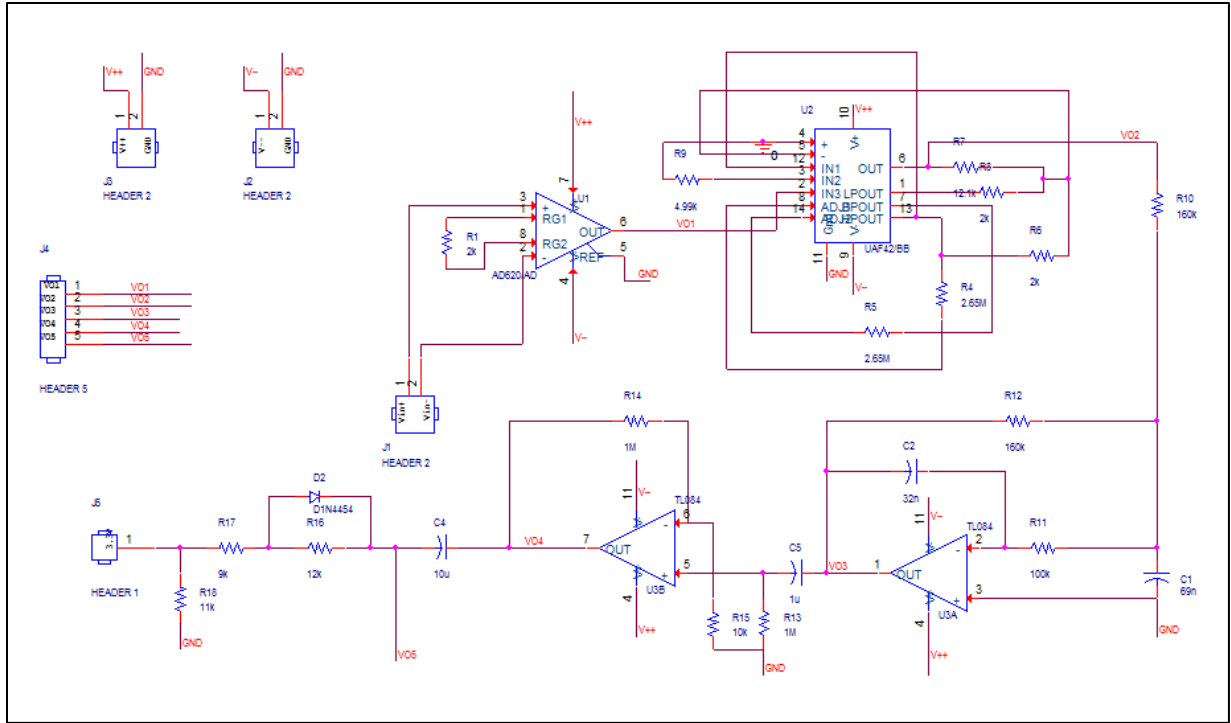 V++
GND
1
2
V++
GND
J3
HEADER 2
V-
GND
1
2
V--
GND
J2
HEADER 2
J4
VO1
VO2
VO3
VO4
VO5
1
2
3
4
5
VO1
VO2
VO3
VO4
VO5
HEADER 5
V++
7
U1
3
1
8
2
+
RG1
RG2
-
V+
OUT
REF
V-
6
5
4
R1
2k
AD620/AD
V-
GND
VO1
1
2
Vin+
Vin-
J1
HEADER 2
U2
10
V++
4
5
12
3
2
8
14
+
-
IN1
IN2
IN3
ADJ1
ADJ2
V+
OUT
LPOUT
BPOUT
HPOUT
Gnd
V-
6
1
7
13
11
9
GND
V-
UAF42/BB
0
R9
4.99k
R7
12.1k
R8
2k
R6
2k
R4
2.65M
R5
2.65M
VO2
R10
160k
R12
160k
C2
32n
R11
100k
C1
69n
GND
V-
11
TL084
2
3
-
+
OUT
1
U3A
4
V++
VO3
C5
1u
R13
1M
R15
10k
GND
R14
1M
V-
11
TL084
6
5
-
+
OUT
7
U3B
4
V++
VO4
C4
10u
D2
D1N4454
R16
12k
R17
9k
R18
11k
GND
VO5
J5
3.3V
1
HEADER 1